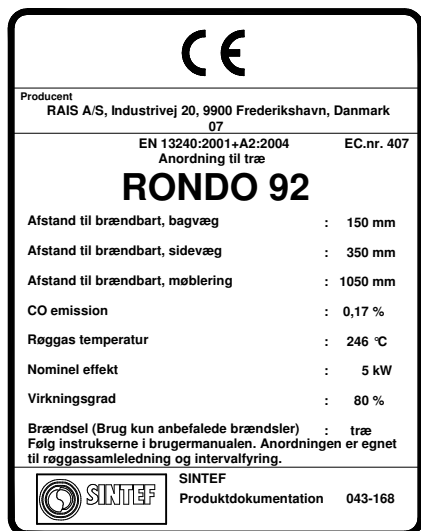 CE
Producent
RAIS A/S, Industrivej 20, 9900 Frederikshavn, Danmark
07
EN 13240:2001+A2:2004 EC.nr. 407
Anordning til træ
RONDO 92
Afstand til brændbart, bagvæg : 150 mm
Afstand til brændbart, sidevæg : 350 mm
Afstand til brændbart, møblering : 1050 mm
CO emission : 0,17 %
Røggas temperatur : 246 °C
Nominel effekt : 5 kW
Virkningsgrad : 80 %
Brændsel (Brug kun anbefalede brændsler) : træ
Følg instrukserne i brugermanualen. Anordningen er egnet
til røggassamleledning og intervalfyring.
SINTEF
SINTEF
Produktdokumentation 043-168